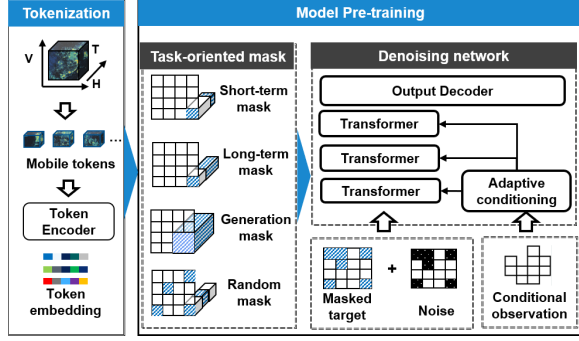 Tokenization
V
T
H
Mobile tokens
...
Token
Encoder
Token
embedding
Model Pre-training
Task-oriented mask
Short-term
mask
Long-term
mask
Generation
mask
Random
mask
Denoising network
Output Decoder
Transformer
Transformer
Transformer
Adaptive
conditioning
Masked
target
+
Noise
Conditional
observation